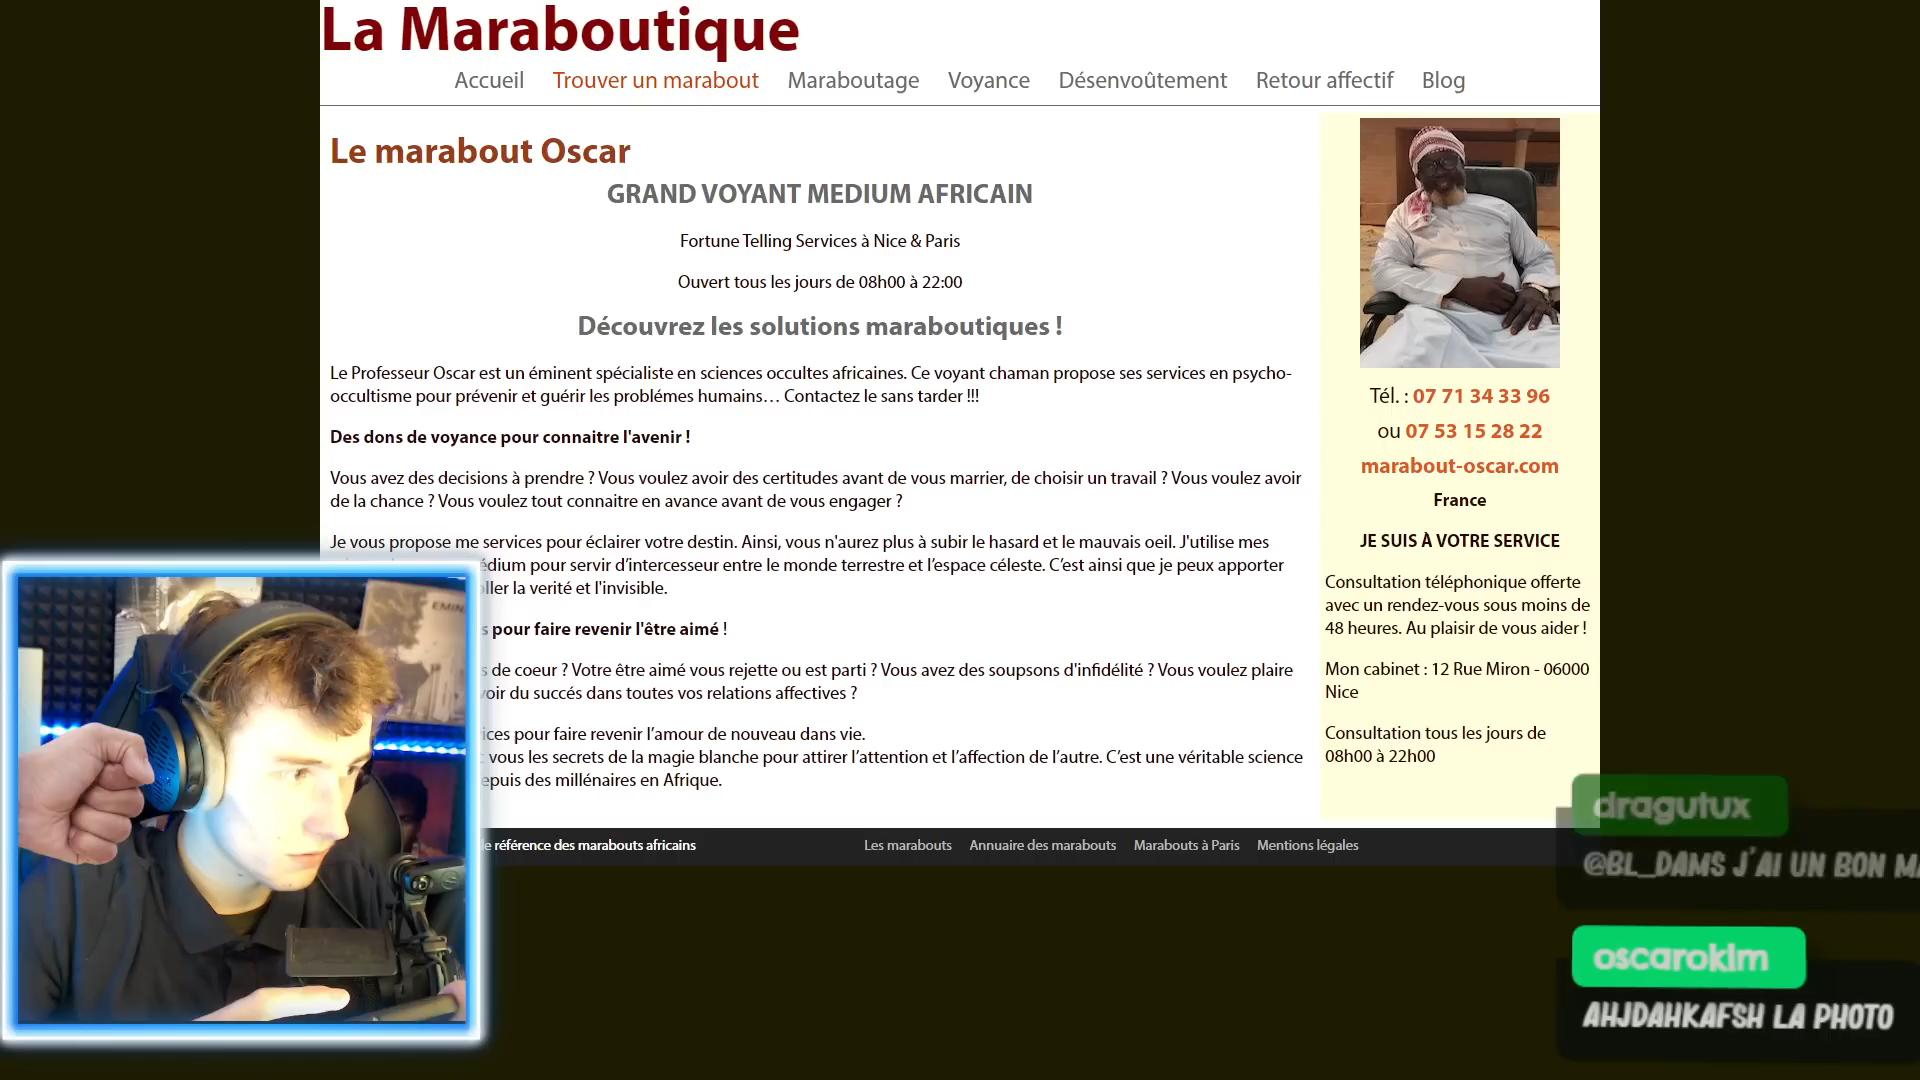 La Maraboutique
Accueil Trouver un marabout Maraboutage Voyance Désenvoûtement Retour affectif Blog
Le marabout Oscar
GRAND VOYANT MEDIUM AFRICAIN
Fortune Telling Services à Nice & Paris
Ouvert tous les jours de 08h00 à 22:00
Découvrez les solutions maraboutiques !
Le Professeur Oscar est un éminent spécialiste en sciences occultes africaines. Ce voyant chaman propose ses services en psycho-
occultisme pour prévenir et guérir les problémes humains… Contactez le sans tarder !!!
Des dons de voyance pour connaitre l'avenir !
Vous avez des decisions à prendre ? Vous voulez avoir des certitudes avant de vous marrier, de choisir un travail ? Vous voulez avoir
de la chance ? Vous voulez tout connaitre en avance avant de vous engager ?
Je vous propose me services pour éclairer votre destin. Ainsi, vous n'aurez plus à subir le hasard et le mauvais oeil. J'utilise mes
pour servir d’intercesseur entre le monde terrestre et l’espace céleste. C’est ainsi que je peux apporter
la verité et l'invisible.
pour faire revenir l'être aimé !
de coeur ? Votre être aimé vous rejette ou est parti ? Vous avez des soupsons d'infidélité ? Vous voulez plaire
du succés dans toutes vos relations affectives ?
pour faire revenir l’amour de nouveau dans vie.
vous les secrets de la magie blanche pour attirer l’attention et l’affection de l’autre. C’est une véritable science
des millénaires en Afrique.
Tél. : 07 71 34 33 96
ou 07 53 15 28 22
marabout-oscar.com
France
JE SUIS À VOTRE SERVICE
Consultation téléphonique offerte
avec un rendez-vous sous moins de
48 heures. Au plaisir de vous aider !
Mon cabinet : 12 Rue Miron - 06000
Nice
Consultation tous les jours de
08h00 à 22h00
référence des marabouts africains
Les marabouts Annuaire des marabouts Marabouts à Paris Mentions légales
dragutux
@BL_DAMS J'AI UN BON
oscaroklm
AHJDAHKAFSH LA PHOTO